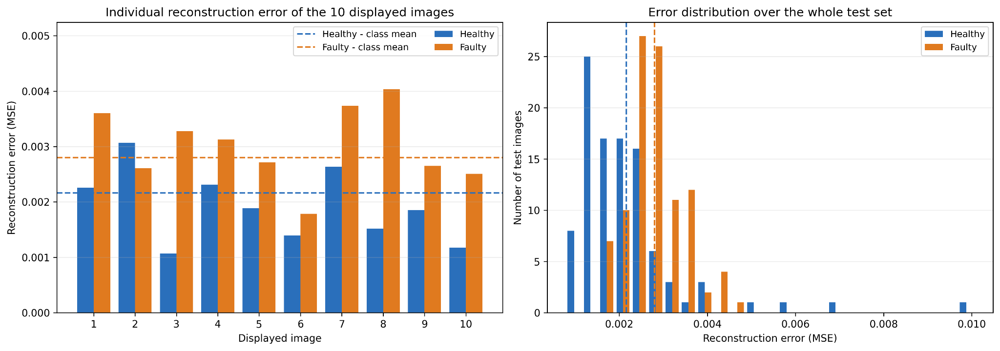 Individual reconstruction error of the 10 displayed images
Healthy - class mean
Faulty - class mean
Healthy
Faulty
0.005
0.004
0.003
0.002
0.001
0.000
Reconstruction error (MSE)
1 2 3 4 5 6 7 8 9 10
Displayed image
Error distribution over the whole test set
Healthy
Faulty
25
20
15
10
5
0
Number of test images
0.002 0.004 0.006 0.008 0.010
Reconstruction error (MSE)